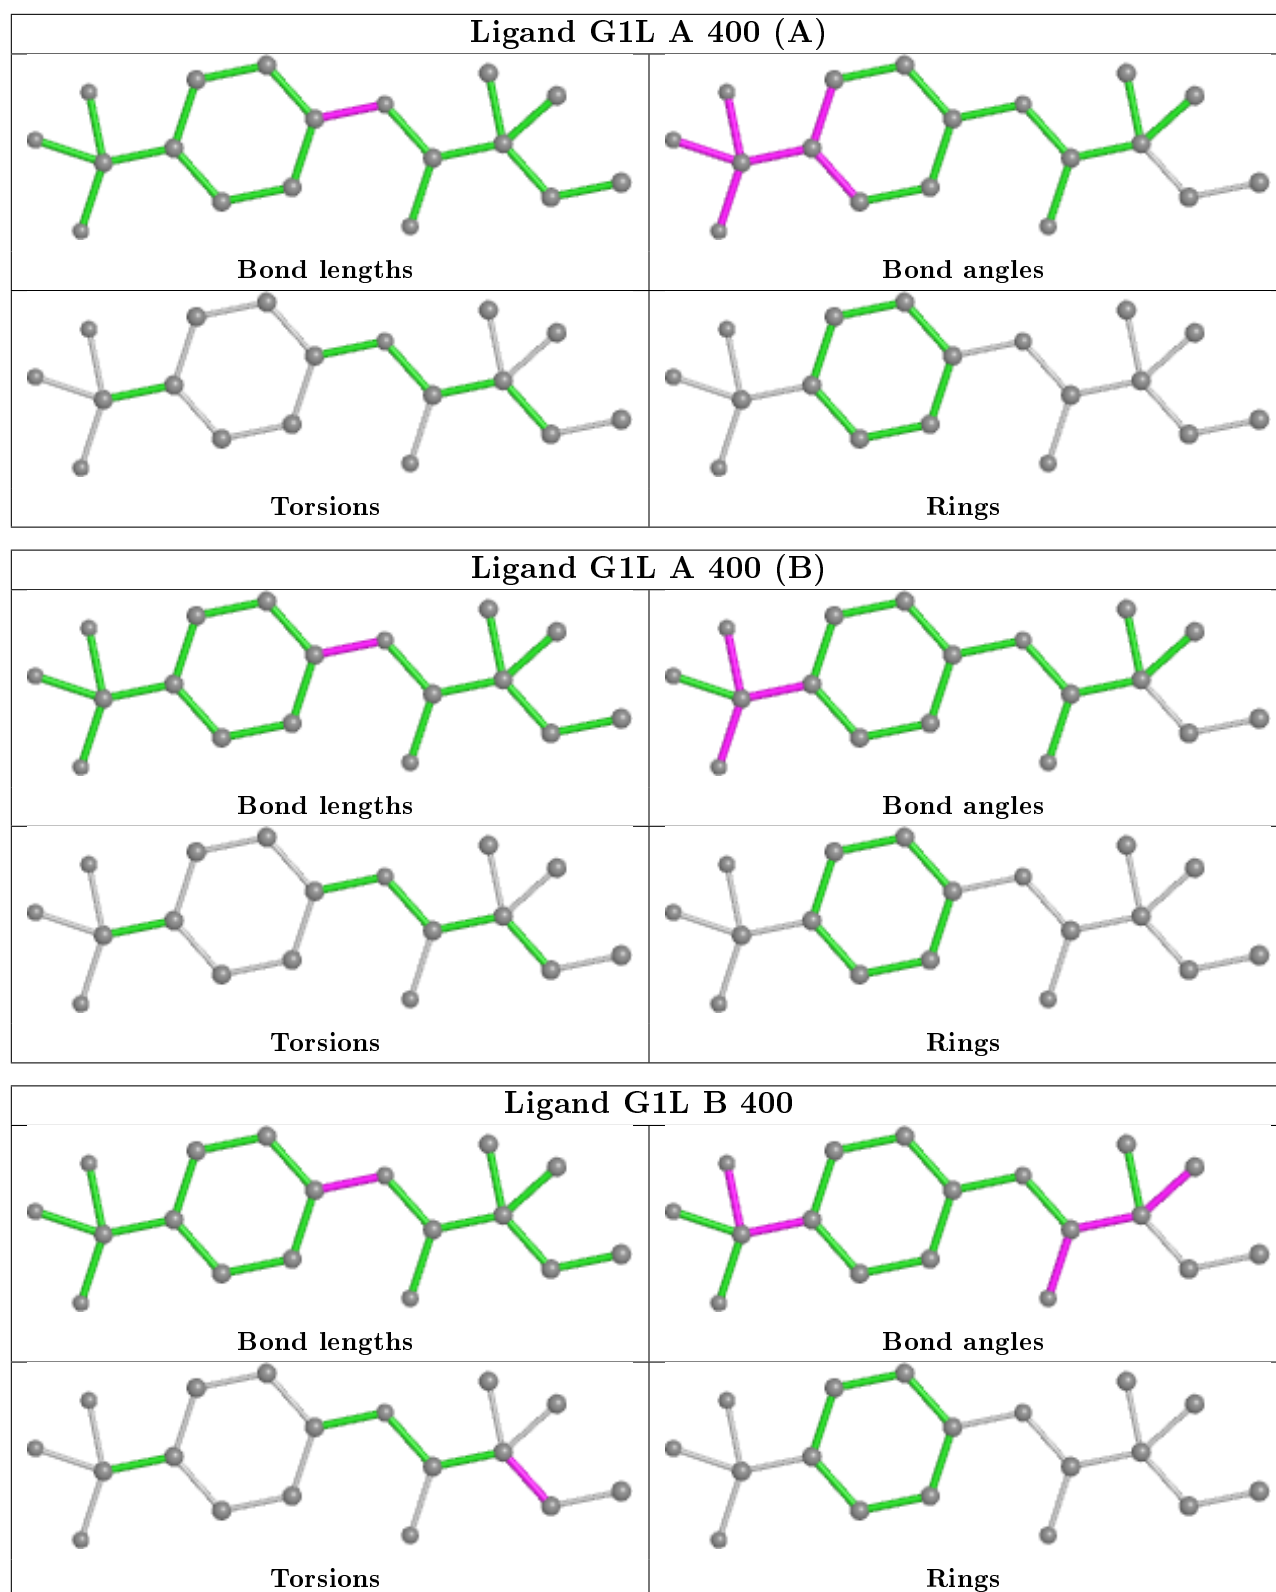 Ligand G1L A 400 (A)
Bond lengths
Bond angles
Torsions
Rings
Ligand G1L A 400 (B)
Bond lengths
Bond angles
Torsions
Rings
Ligand G1L B 400
Bond lengths
Bond angles
Torsions
Rings